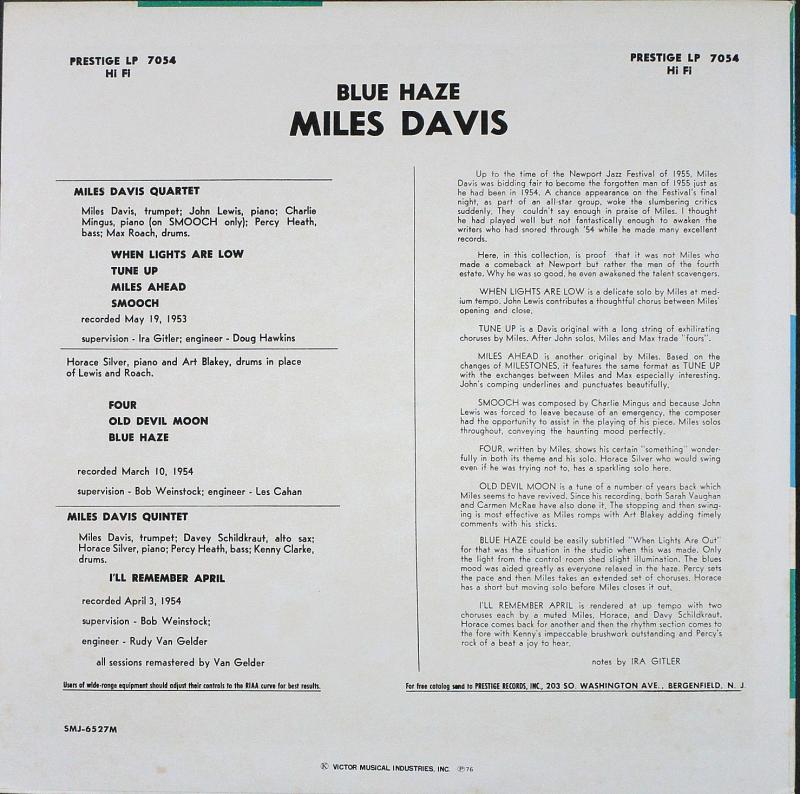 PRESTIGE LP 7054
Hi Fi
PRESTIGE LP 7054
Hi Fi
BLUE HAZE
MILES DAVIS
MILES DAVIS QUARTET
Miles Davis, trumpet; John Lewis, piano; Charlie
Mingus, piano (on SMOOCH only); Percy Heath,
bass; Max Roach, drums.
WHEN LIGHTS ARE LOW
TUNE UP
MILES AHEAD
SMOOCH
recorded May 19, 1953
supervision - Ira Gitler; engineer - Doug Hawkins
Horace Silver, piano and Art Blakey, drums in place
of Lewis and Roach.
FOUR
OLD DEVIL MOON
BLUE HAZE
recorded March 10, 1954
supervision - Bob Weinstock; engineer - Les Cahan
MILES DAVIS QUINTET
Miles Davis, trumpet; Davey Schildkraut, alto sax;
Horace Silver, piano; Percy Heath, bass; Kenny Clarke,
drums.
I'LL REMEMBER APRIL
recorded April 3, 1954
supervision - Bob Weinstock;
engineer - Rudy Van Gelder
all sessions remastered by Van Gelder
Users of wide-range equipment should adjust their controls to the RIAA curve for best results.
Up to the time of the Newport Jazz Festival of 1955, Miles
Davis was bidding fair to become the forgotten man of 1955 just as
he had been in 1954. A chance appearance on the Festival's final
night, as part of an all-star group, woke the slumbering critics
suddenly. They couldn't say enough in praise of Miles. I thought
he had played well but not fantastically enough to awaken the
writers who had snored through '54 while he made many excellent
records.
Here, in this collection, is proof that it was not Miles who
made a comeback at Newport but rather the men of the fourth
estate. Why he was so good, he even awakened the talent scavengers.
WHEN LIGHTS ARE LOW is a delicate solo by Miles at med-
ium tempo. John Lewis contributes a thoughtful chorus between Miles'
opening and close.
TUNE UP is a Davis original with a long string of exhilirating
choruses by Miles. After John solos, Miles and Max trade "fours".
MILES AHEAD is another original by Miles. Based on the
changes of MILESTONES, it features the same format as TUNE UP
with the exchanges between Miles and Max especially interesting.
John's comping underlines and punctuates beautifully.
SMOOCH was composed by Charlie Mingus and because John
Lewis was forced to leave because of an emergency, the composer
had the opportunity to assist in the playing of his piece. Miles solos
throughout, conveying the haunting mood perfectly.
FOUR, written by Miles, shows his certain "something" wonder-
fully in both its theme and his solo. Horace Silver who would swing
even if he was trying not to, has a sparkling solo here.
OLD DEVIL MOON is a tune of a number of years back which
Miles seems to have revived. Since his recording, both Sarah Vaughan
and Carmen McRae have also done it. The stopping and then swing-
ing is most effective as Miles romps with Art Blakey adding timely
comments with his sticks.
BLUE HAZE could be easily subtitled "When Lights Are Out"
for that was the situation in the studio when this was made. Only
the light from the control room shed slight illumination. The blues
mood was aided greatly as everyone relaxed in the haze. Percy sets
the pace and then Miles takes an extended set of choruses. Horace
has a short but moving solo before Miles closes it out.
I'LL REMEMBER APRIL is rendered at up tempo with two
choruses each by a muted Miles, Horace, and Davy Schildkraut.
Horace comes back for another and then the rhythm section comes to
the fore with Kenny's impeccable brushwork outstanding and Percy's
rock of a beat a joy to hear.
notes by IRA GITLER
For free catalog send to PRESTIGE RECORDS, INC., 203 SO. WASHINGTON AVE., BERGENFIELD, N. J.
SMJ-6527M
Ⓚ VICTOR MUSICAL INDUSTRIES, INC. ℗76